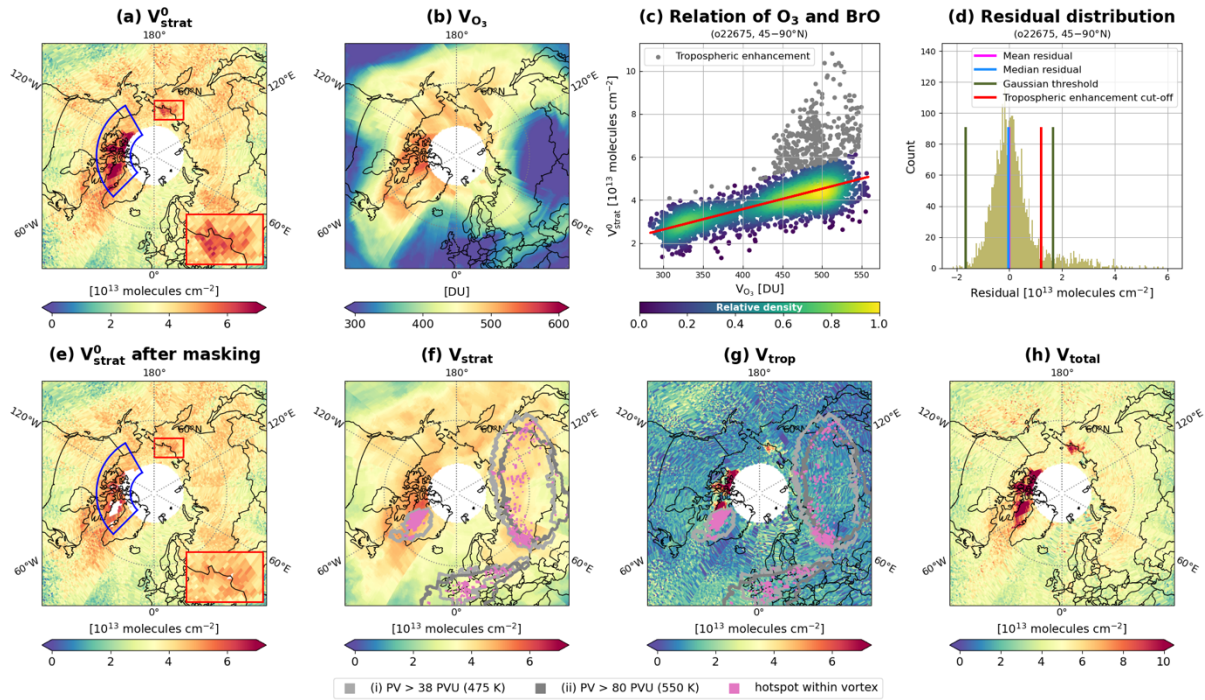 (a) V⁰strat
(b) V_O₃
(c) Relation of O₃ and BrO
(d) Residual distribution
(o22675, 45−90°N)
(o22675, 45−90°N)
180°
120°W
120°E
60°N
60°W
60°E
0°
[10¹³ molecules cm⁻²]
0 2 4 6
180°
120°W
120°E
60°N
60°W
60°E
0°
[DU]
300 400 500 600
Tropospheric enhancement
V⁰strat [10¹³ molecules cm⁻²]
10
8
6
4
2
300 350 400 450 500 550
V_O₃ [DU]
Relative density
0.0 0.2 0.4 0.6 0.8 1.0
Mean residual
Median residual
Gaussian threshold
Tropospheric enhancement cut-off
Count
140
120
100
80
60
40
20
0
−2 0 2 4 6
Residual [10¹³ molecules cm⁻²]
(e) V⁰strat after masking
(f) Vstrat
(g) Vtrop
(h) Vtotal
180°
120°W
120°E
60°N
60°W
60°E
0°
[10¹³ molecules cm⁻²]
0 2 4 6
180°
120°W
120°E
60°N
60°W
60°E
0°
[10¹³ molecules cm⁻²]
0 2 4 6
180°
120°W
120°E
60°N
60°W
60°E
0°
[10¹³ molecules cm⁻²]
0 2 4 6
180°
120°W
120°E
60°N
60°W
60°E
0°
[10¹³ molecules cm⁻²]
0 2 4 6 8 10
(i) PV > 38 PVU (475 K)
(ii) PV > 80 PVU (550 K)
hotspot within vortex